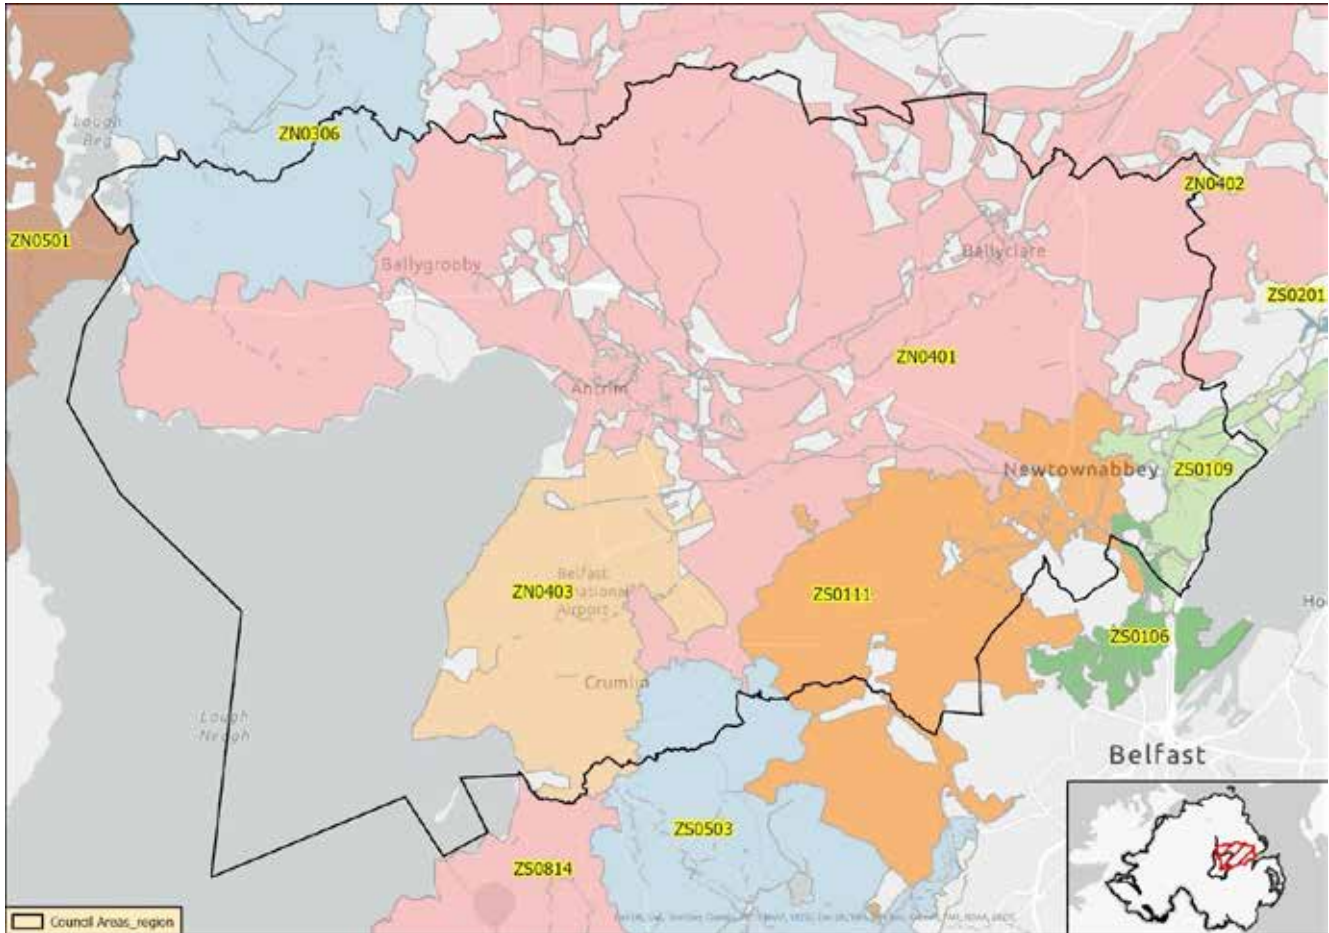 Lough
Beg
ZN0306
ZN0402
ZN0501
Ballygrooby
Ballyclare
ZS0201
ZN0401
Antrim
Newtownabbey
ZS0109
Belfast
Airport
ZN0403
ZS0111
ZS0106
Crumlin
Lough
Neagh
Belfast
ZS0503
ZS0814
Council Areas_region